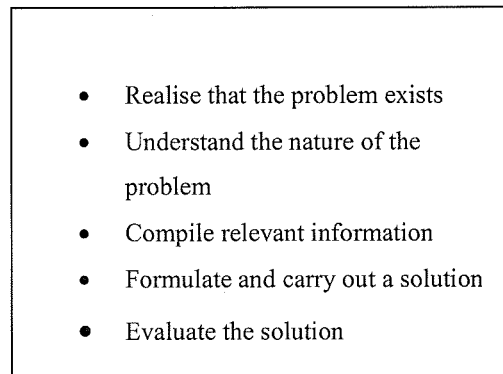 • Realise that the problem exists
• Understand the nature of the
problem
• Compile relevant information
• Formulate and carry out a solution
• Evaluate the solution